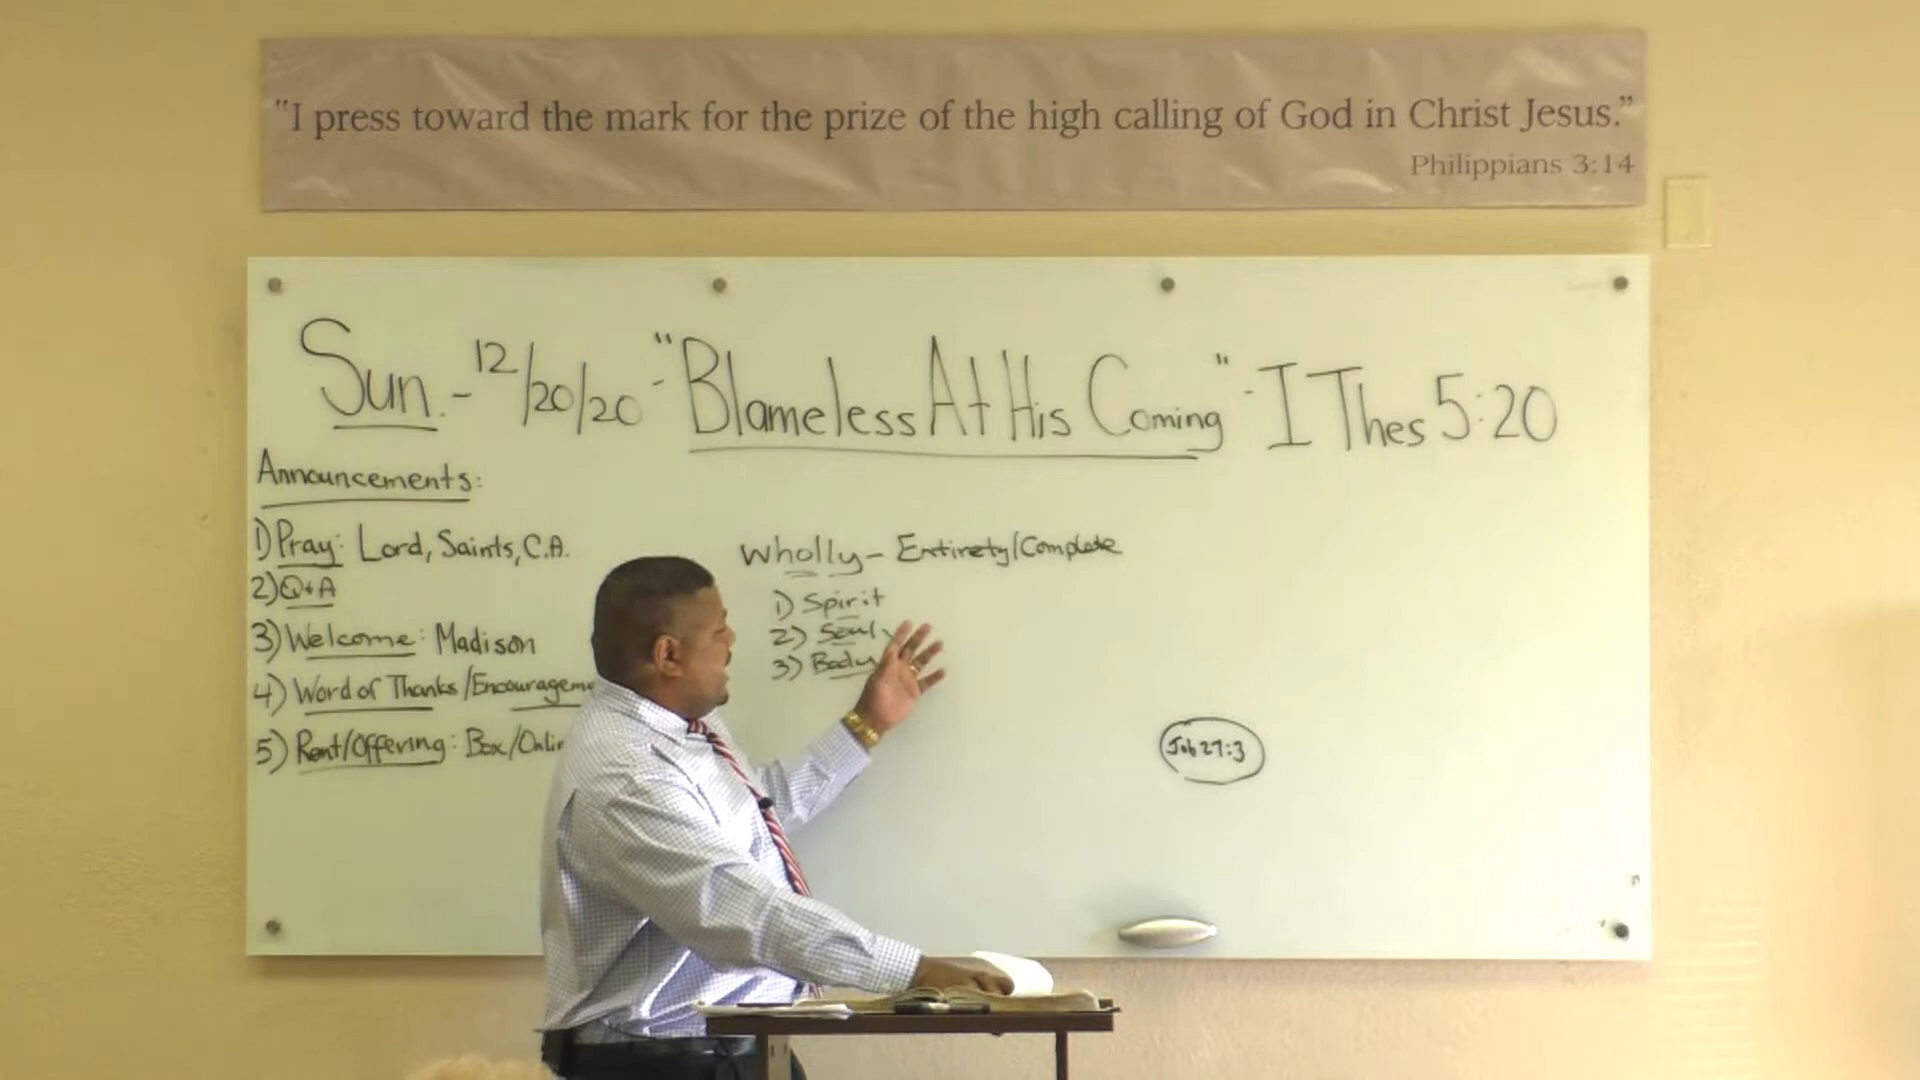 "I press toward the mark for the prize of the high calling of God in Christ Jesus."
Philippians 3:14
Sun. - 12/20/20 - "Blameless At His Coming" - I Thes 5:20
Announcements:
1) Pray: Lord, Saints, C.A.
2) Q+A
3) Welcome: Madison
4) Word of Thanks/Encourageme
5) Rent/Offering: Box/Onlin
Wholly - Entirety/Complete
1) Spirit
2) Soul
3) Body
Job 27:3